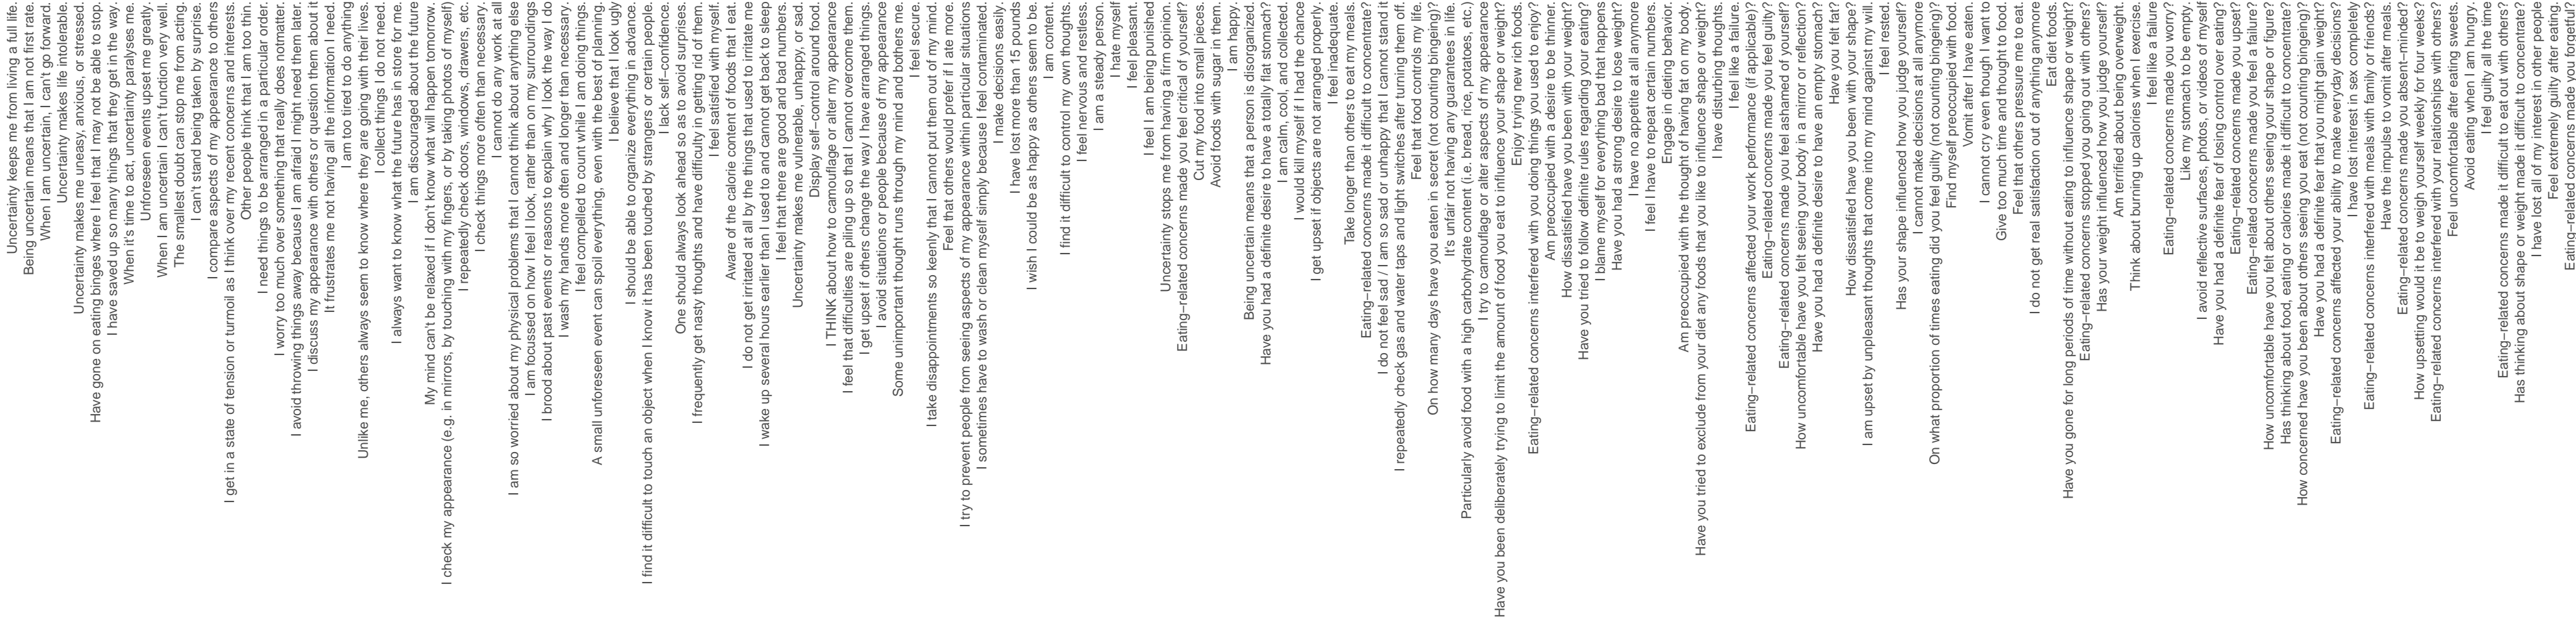 Uncertainty keeps me from living a full life.
Being uncertain means that I am not first rate.
When I am uncertain, I can't go forward.
Uncertainty makes life intolerable.
Uncertainty makes me uneasy, anxious, or stressed.
Have gone on eating binges where I feel that I may not be able to stop.
I have saved up so many things that they get in the way.
When it's time to act, uncertainty paralyses me.
Unforeseen events upset me greatly.
When I am uncertain I can't function very well.
The smallest doubt can stop me from acting.
I can't stand being taken by surprise.
I compare aspects of my appearance to others
I get in a state of tension or turmoil as I think over my recent concerns and interests.
Other people think that I am too thin.
I need things to be arranged in a particular order.
I worry too much over something that really does notmatter.
I avoid throwing things away because I am afraid I might need them later.
I discuss my appearance with others or question them about it
It frustrates me not having all the information I need.
I am too tired to do anything
Unlike me, others always seem to know where they are going with their lives.
I collect things I do not need.
I always want to know what the future has in store for me.
I am discouraged about the future
My mind can't be relaxed if I don't know what will happen tomorrow.
I check my appearance (e.g. in mirrors, by touching with my fingers, or by taking photos of myself)
I repeatedly check doors, windows, drawers, etc.
I check things more often than necessary.
I cannot do any work at all
I am so worried about my physical problems that I cannot think about anything else
I am focussed on how I feel I look, rather than on my surroundings
I brood about past events or reasons to explain why I look the way I do
I wash my hands more often and longer than necessary.
I feel compelled to count while I am doing things.
A small unforeseen event can spoil everything, even with the best of planning.
I believe that I look ugly
I should be able to organize everything in advance.
I find it difficult to touch an object when I know it has been touched by strangers or certain people.
I lack self−confidence.
One should always look ahead so as to avoid surprises.
I frequently get nasty thoughts and have difficulty in getting rid of them.
I feel satisfied with myself.
Aware of the calorie content of foods that I eat.
I do not get irritated at all by the things that used to irritate me
I wake up several hours earlier than I used to and cannot get back to sleep
I feel that there are good and bad numbers.
Uncertainty makes me vulnerable, unhappy, or sad.
Display self−control around food.
I THINK about how to camouflage or alter my appearance
I feel that difficulties are piling up so that I cannot overcome them.
I get upset if others change the way I have arranged things.
I avoid situations or people because of my appearance
Some unimportant thought runs through my mind and bothers me.
I feel secure.
I take disappointments so keenly that I cannot put them out of my mind.
Feel that others would prefer if I ate more.
I try to prevent people from seeing aspects of my appearance within particular situations
I sometimes have to wash or clean myself simply because I feel contaminated.
I make decisions easily.
I have lost more than 15 pounds
I wish I could be as happy as others seem to be.
I am content.
I find it difficult to control my own thoughts.
I feel nervous and restless.
I am a steady person.
I hate myself
I feel pleasant.
I feel I am being punished
Uncertainty stops me from having a firm opinion.
Eating−related concerns made you feel critical of yourself?
Cut my food into small pieces.
Avoid foods with sugar in them.
I am happy.
Being uncertain means that a person is disorganized.
Have you had a definite desire to have a totally flat stomach?
I am calm, cool, and collected.
I would kill myself if I had the chance
I get upset if objects are not arranged properly.
I feel inadequate.
Take longer than others to eat my meals.
Eating−related concerns made it difficult to concentrate?
I do not feel sad / I am so sad or unhappy that I cannot stand it
I repeatedly check gas and water taps and light switches after turning them off.
Feel that food controls my life.
On how many days have you eaten in secret (not counting bingeing)?
It's unfair not having any guarantees in life.
Particularly avoid food with a high carbohydrate content (i.e. bread, rice, potatoes, etc.)
I try to camouflage or alter aspects of my appearance
Have you been deliberately trying to limit the amount of food you eat to influence your shape or weight?
Enjoy trying new rich foods.
Eating−related concerns interfered with you doing things you used to enjoy?
Am preoccupied with a desire to be thinner.
How dissatisfied have you been with your weight?
Have you tried to follow definite rules regarding your eating?
I blame myself for everything bad that happens
Have you had a strong desire to lose weight?
I have no appetite at all anymore
I feel I have to repeat certain numbers.
Engage in dieting behavior.
Am preoccupied with the thought of having fat on my body.
Have you tried to exclude from your diet any foods that you like to influence your shape or weight?
I have disturbing thoughts.
I feel like a failure.
Eating−related concerns affected your work performance (if applicable)?
Eating−related concerns made you feel guilty?
Eating−related concerns made you feel ashamed of yourself?
How uncomfortable have you felt seeing your body in a mirror or reflection?
Have you had a definite desire to have an empty stomach?
Have you felt fat?
How dissatisfied have you been with your shape?
I am upset by unpleasant thoughts that come into my mind against my will.
I feel rested.
Has your shape influenced how you judge yourself?
I cannot make decisions at all anymore
On what proportion of times eating did you feel guilty (not counting bingeing)?
Find myself preoccupied with food.
Vomit after I have eaten.
I cannot cry even though I want to
Give too much time and thought to food.
Feel that others pressure me to eat.
I do not get real satisfaction out of anything anymore
Eat diet foods.
Have you gone for long periods of time without eating to influence shape or weight?
Eating−related concerns stopped you going out with others?
Has your weight influenced how you judge yourself?
Am terrified about being overweight.
Think about burning up calories when I exercise.
I feel like a failure
Eating−related concerns made you worry?
Like my stomach to be empty.
I avoid reflective surfaces, photos, or videos of myself
Have you had a definite fear of losing control over eating?
Eating−related concerns made you upset?
Eating−related concerns made you feel a failure?
How uncomfortable have you felt about others seeing your shape or figure?
Has thinking about food, eating or calories made it difficult to concentrate?
How concerned have you been about others seeing you eat (not counting bingeing)?
Have you had a definite fear that you might gain weight?
Eating−related concerns affected your ability to make everyday decisions?
I have lost interest in sex completely
Eating−related concerns interfered with meals with family or friends?
Have the impulse to vomit after meals.
Eating−related concerns made you absent−minded?
How upsetting would it be to weigh yourself weekly for four weeks?
Eating−related concerns interfered with your relationships with others?
Feel uncomfortable after eating sweets.
Avoid eating when I am hungry.
I feel guilty all the time
Eating−related concerns made it difficult to eat out with others?
Has thinking about shape or weight made it difficult to concentrate?
I have lost all of my interest in other people
Feel extremely guilty after eating.
Eating−related concerns made you forgetful?